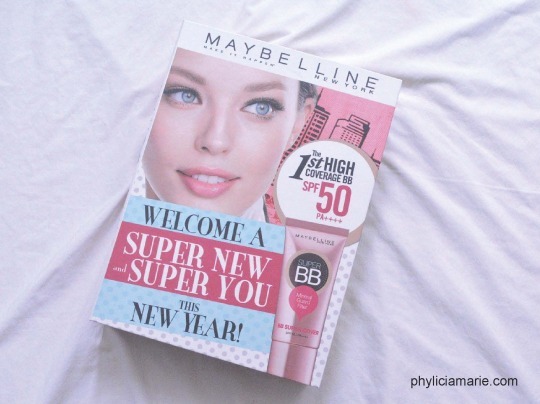 MAYBELLINE
NEW YORK
The
1st HIGH
COVERAGE BB
SPF 50
PA++++
WELCOME A
SUPER NEW
and SUPER YOU
THIS
NEW YEAR!
MAYBELLINE
SUPER
BB
phyliciamarie.com